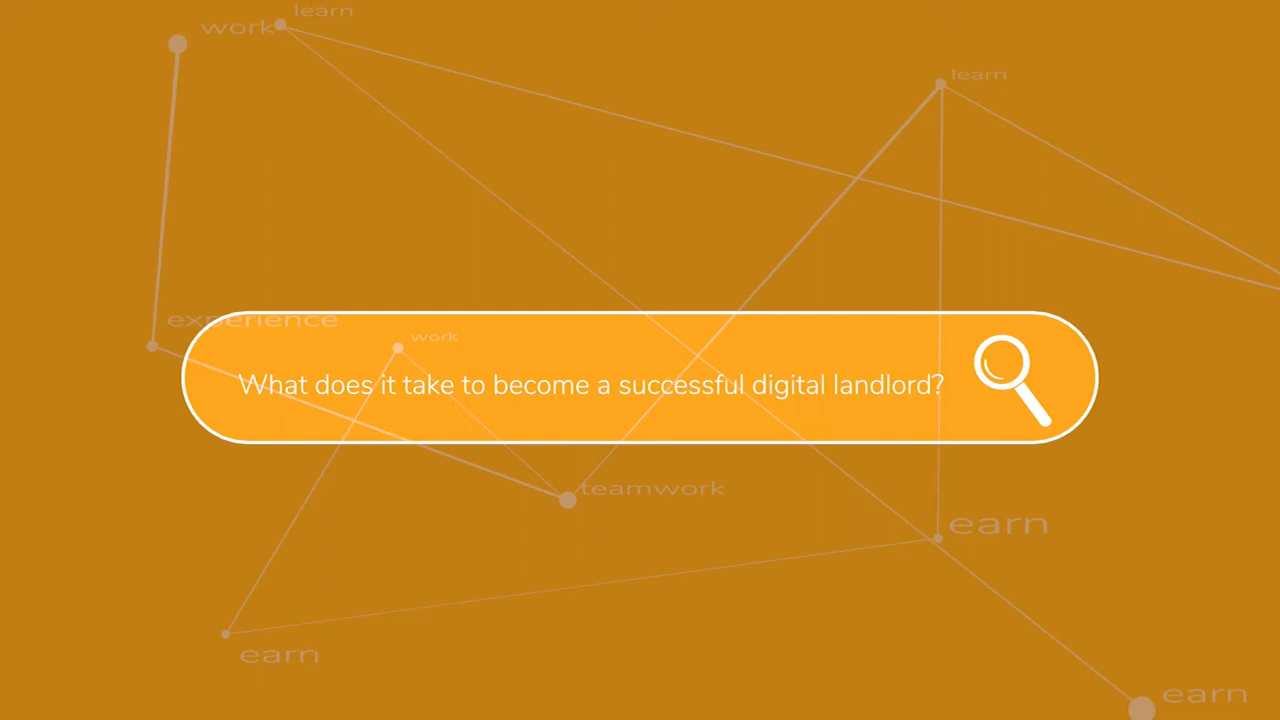 learn
work
learn
experience
work
What does it take to become a successful digital landlord?
teamwork
earn
earn
earn